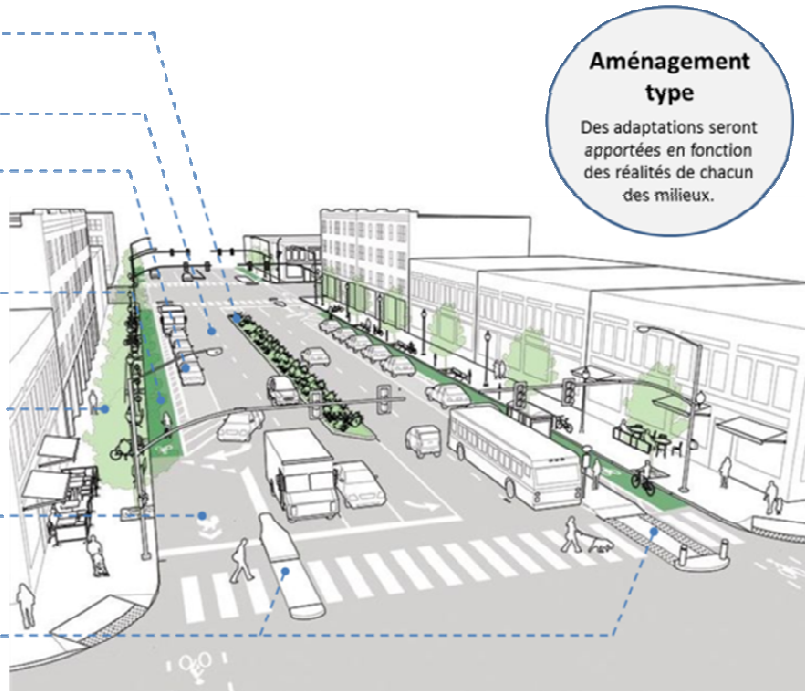 Aménagement
type
Des adaptations seront
apportées en fonction
des réalités de chacun
des milieux.